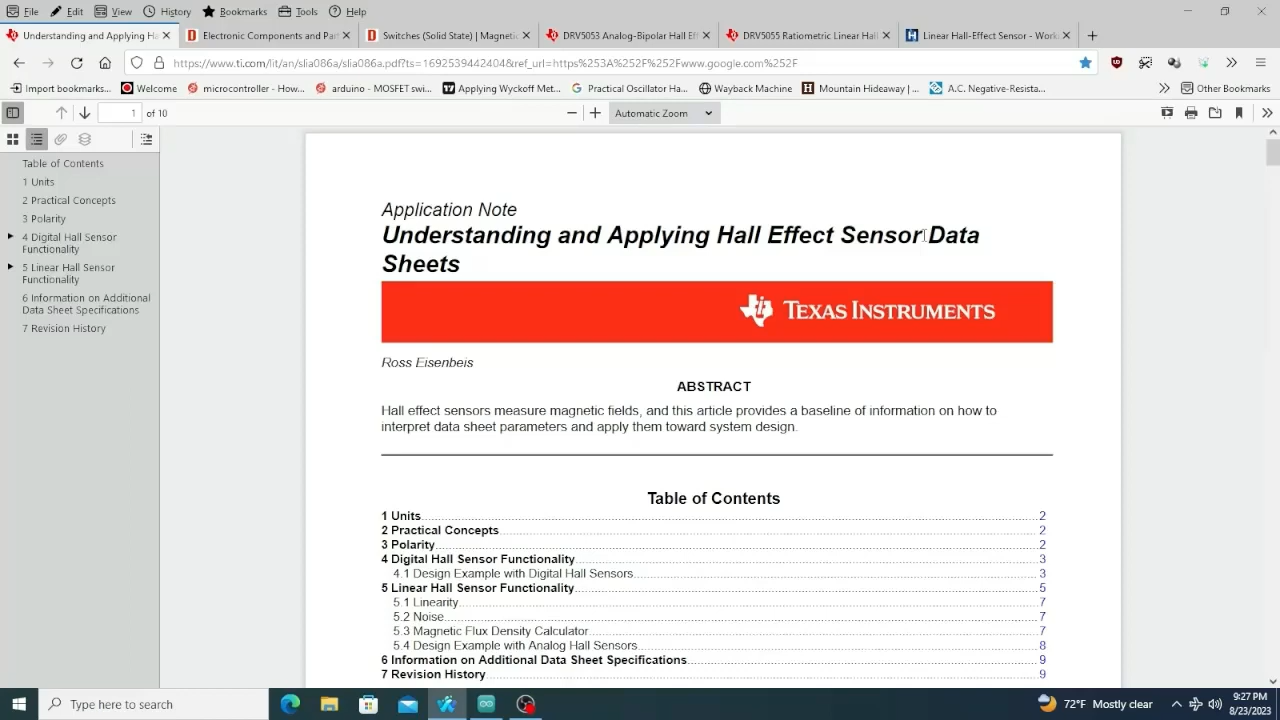 File Edit View History Bookmarks Tools Help
Understanding and Applying Ha
Electronic Components and Part
Switches (Solid State) | Magnetic
DRV5053 Analog-Bipolar Hall Eff
DRV5055 Ratiometric Linear Hall
Linear Hall-Effect Sensor - Work
https://www.ti.com/lit/an/slia086a/slia086a.pdf?ts=1692539442404&ref_url=https%253A%252F%252Fwww.google.com%252F
Import bookmarks... Welcome microcontroller - How... arduino - MOSFET swi... Applying Wyckoff Met... Practical Oscillator Ha... Wayback Machine Mountain Hideaway |... A.C. Negative-Resista... Other Bookmarks
1 of 10 Automatic Zoom
Table of Contents
1 Units
2 Practical Concepts
3 Polarity
4 Digital Hall Sensor
Functionality
5 Linear Hall Sensor
Functionality
6 Information on Additional
Data Sheet Specifications
7 Revision History
Application Note
Understanding and Applying Hall Effect Sensor Data
Sheets
TEXAS INSTRUMENTS
Ross Eisenbeis
ABSTRACT
Hall effect sensors measure magnetic fields, and this article provides a baseline of information on how to
interpret data sheet parameters and apply them toward system design.
Table of Contents
1 Units 2
2 Practical Concepts 2
3 Polarity 2
4 Digital Hall Sensor Functionality 3
4.1 Design Example with Digital Hall Sensors 3
5 Linear Hall Sensor Functionality 5
5.1 Linearity 7
5.2 Noise 7
5.3 Magnetic Flux Density Calculator 7
5.4 Design Example with Analog Hall Sensors 8
6 Information on Additional Data Sheet Specifications 9
7 Revision History 9
Type here to search
72°F Mostly clear
9:27 PM
8/23/2023